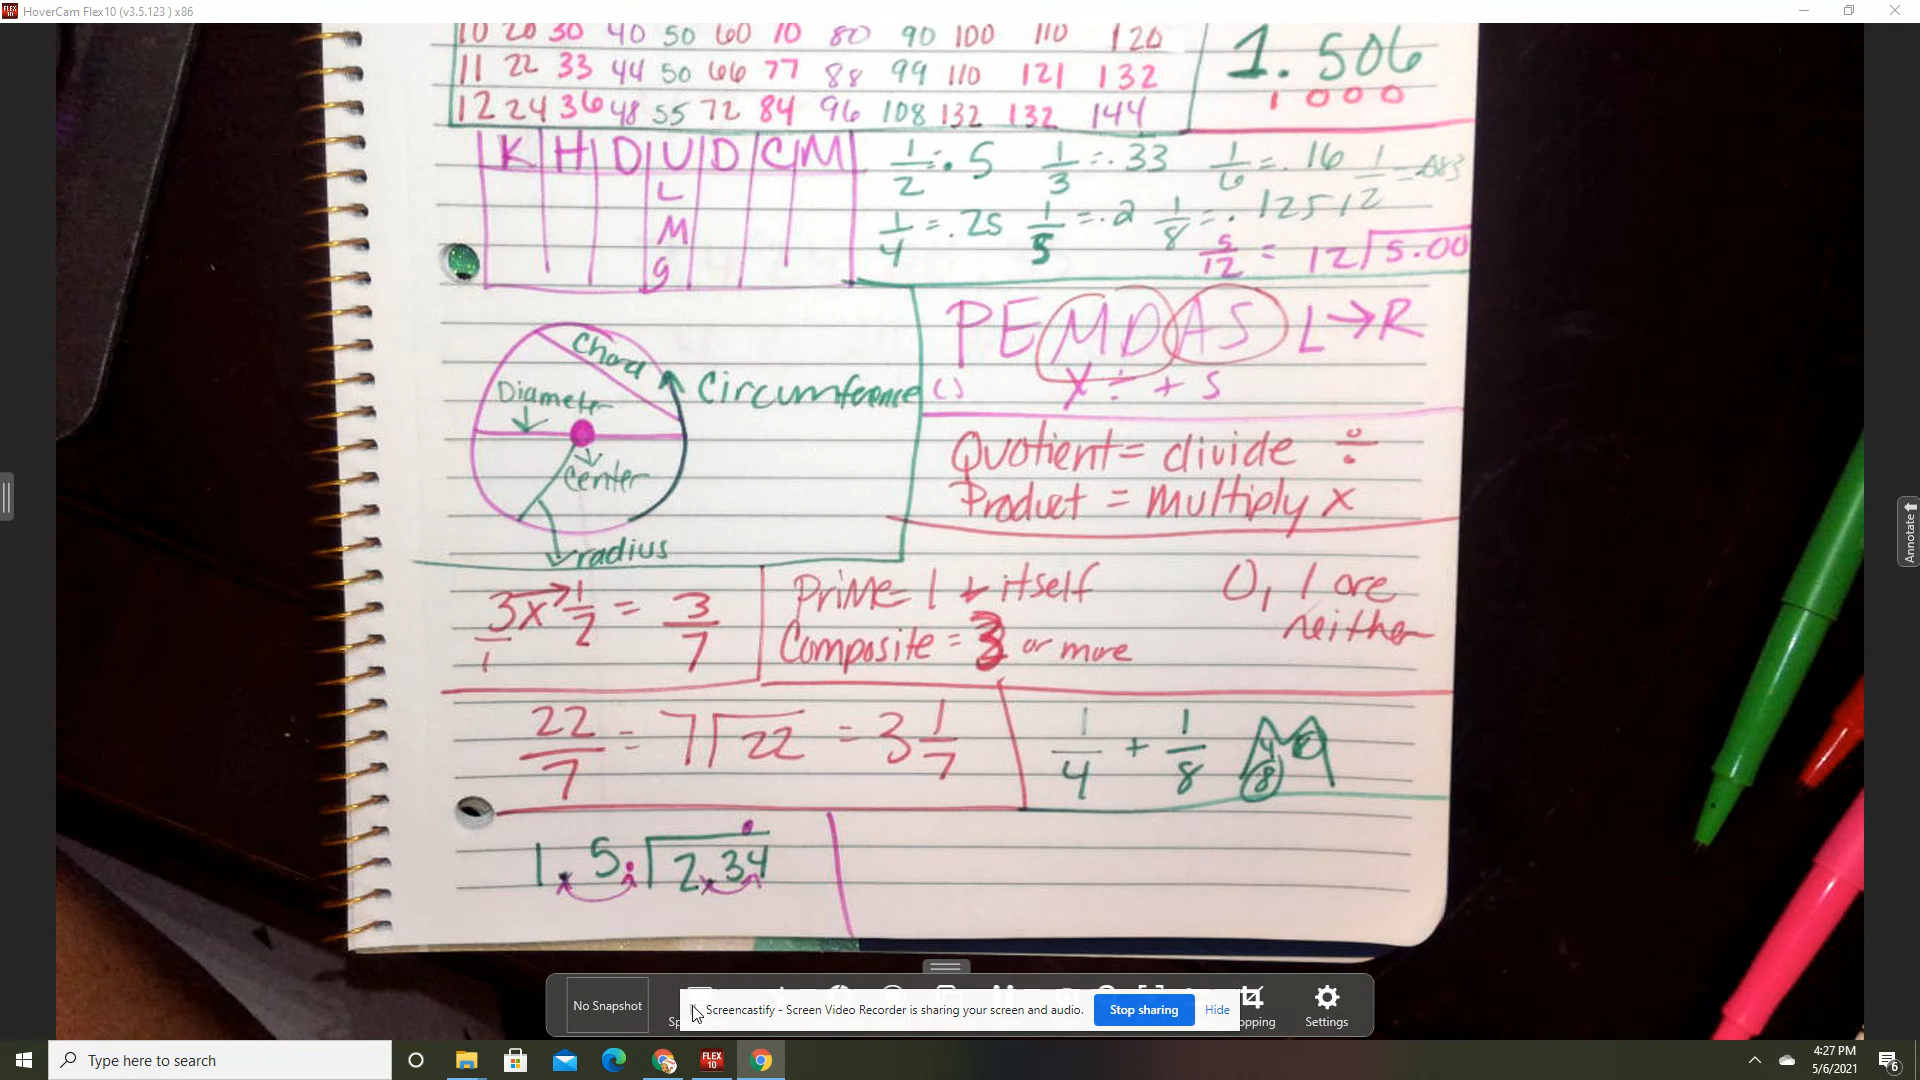 HoverCam Flex10 (v3.5.123 ) x86
10 20 30 40 50 60 70 80 90 100 110 120
11 22 33 44 50 66 77 88 99 110 121 132
12 24 36 48 55 72 84 96 108 132 132 144
1.506
1000
K H D U D C M
L
M
g
1/2 = .5 1/3 = .33 1/6 = .16 1/12 = .083
1/4 = .25 1/5 = .2 1/8 = .125
5/12 = 12⟌5.00
Chord
Diameter
Circumference
Center
radius
PEMDAS L→R
() x ÷ + s
Quotient = divide ÷
Product = Multiply x
3/1 x 1/2 = 3/7
Prime = 1 + itself
Composite = 3 or more
0, 1 are
neither
22/7 = 7⟌22 = 3 1/7
1/4 + 1/8
8
1.5⟌2.34
Annotate
No Snapshot
Screencastify - Screen Video Recorder is sharing your screen and audio.
Stop sharing
Hide
Settings
Type here to search
FLEX
10
4:27 PM
5/6/2021
6